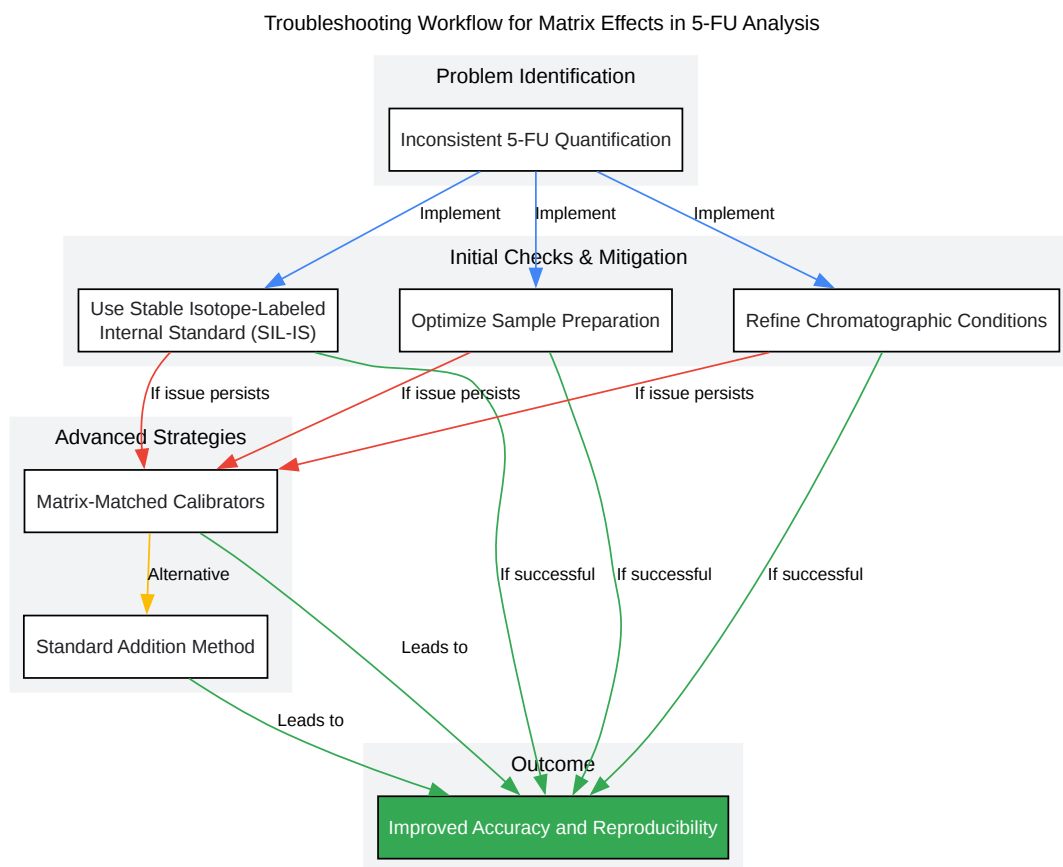 Troubleshooting Workflow for Matrix Effects in 5-FU Analysis
Problem Identification
Inconsistent 5-FU Quantification
Implement
Implement
Implement
Initial Checks & Mitigation
Use Stable Isotope-Labeled
Internal Standard (SIL-IS)
Optimize Sample Preparation
Refine Chromatographic Conditions
If issue persists
If issue persists
If issue persists
Advanced Strategies
Matrix-Matched Calibrators
Alternative
If successful
If successful
If successful
Standard Addition Method
Leads to
Leads to
Outcome
Improved Accuracy and Reproducibility